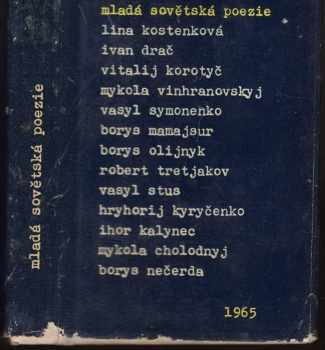 mladá sovětská poezie
lina kostenková
ivan drač
vitalij korotyč
mykola vinhranovskyj
vasyl symonenko
borys mamajsur
borys olijnyk
robert tretjakov
vasyl stus
hryhorij kyryčenko
ihor kalynec
mykola cholodnyj
borys nečerda
1965
mladá sovětská poezie